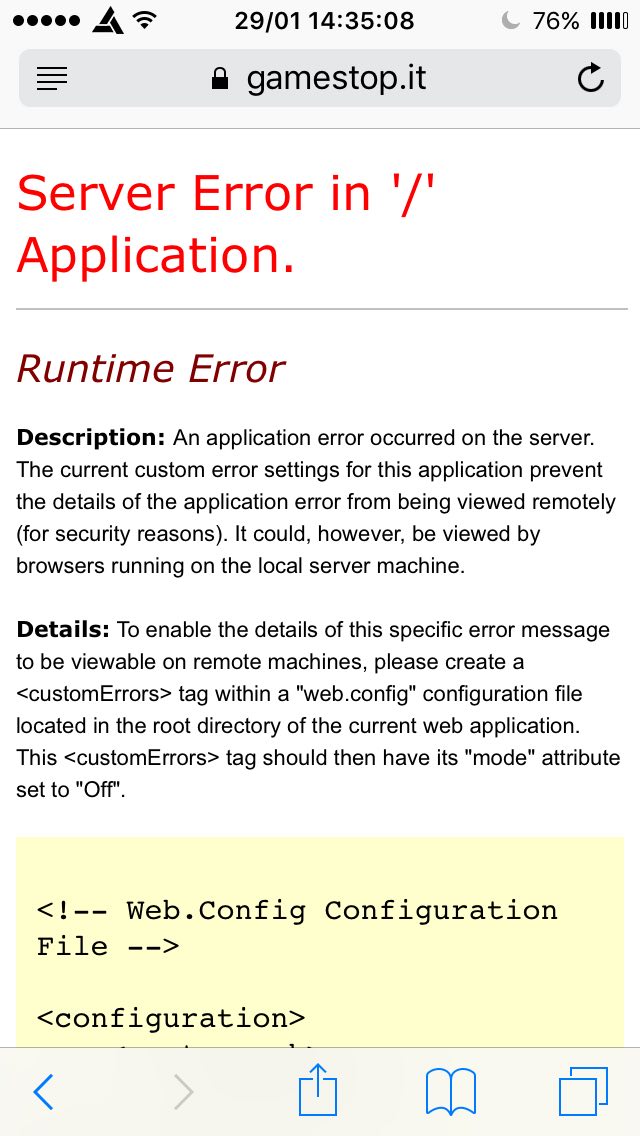 29/01 14:35:08
76%
gamestop.it
Server Error in '/'
Application.
Runtime Error
Description: An application error occurred on the server.
The current custom error settings for this application prevent
the details of the application error from being viewed remotely
(for security reasons). It could, however, be viewed by
browsers running on the local server machine.
Details: To enable the details of this specific error message
to be viewable on remote machines, please create a
<customErrors> tag within a "web.config" configuration file
located in the root directory of the current web application.
This <customErrors> tag should then have its "mode" attribute
set to "Off".
<!-- Web.Config Configuration
File -->
<configuration>